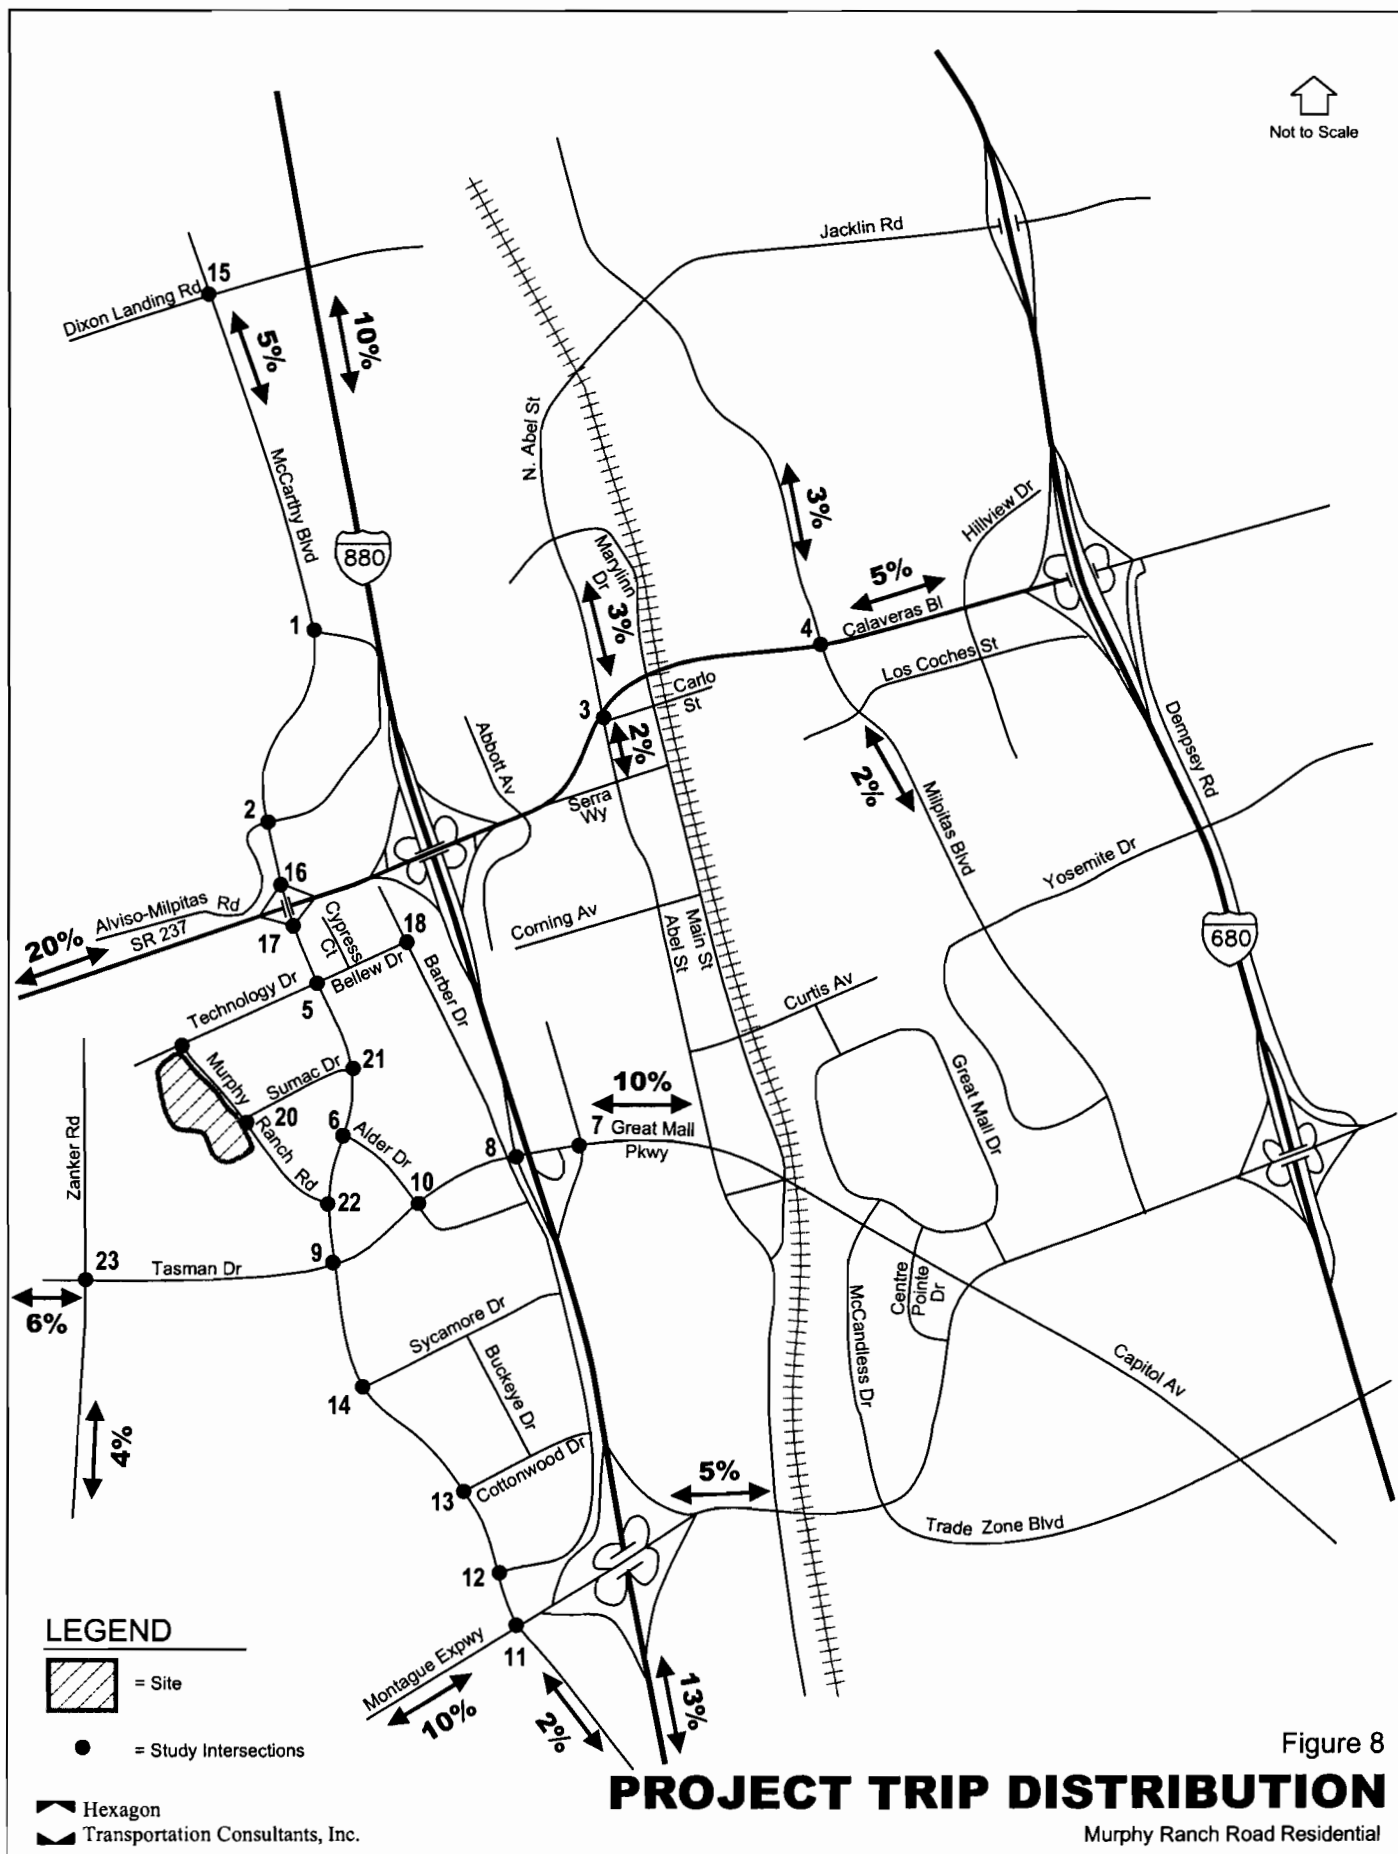 Not to Scale
Jacklin Rd
15
Dixon Landing Rd
5%
10%
N. Abel St
McCarthy Blvd
3%
Hillview Dr
880
Marylinn
Dr
5%
1
3%
4
Calaveras Bl
Los Coches St
Carlo
St
3
2%
Abbott Av
Dempsey Rd
2%
Serra
Wy
Milpitas Blvd
2
Yosemite Dr
16
Alviso-Milpitas Rd
SR 237
20%
17
Cypress
Ct
18
Corning Av
Abel St
Main St
680
Bellew Dr
Barber Dr
Technology Dr
5
Curtis Av
21
Murphy
Ranch
Rd
Sumac Dr
Great Mall Dr
10%
20
6
Alder Dr
7
Great Mall
Pkwy
8
Zanker Rd
10
22
9
23
Tasman Dr
6%
Centre
Pointe
Dr
McCandless Dr
Sycamore Dr
Buckeye Dr
Capitol Av
14
4%
Cottonwood Dr
13
5%
Trade Zone Blvd
12
11
Montague Expwy
10%
2%
13%
LEGEND
= Site
= Study Intersections
Hexagon
Transportation Consultants, Inc.
Figure 8
PROJECT TRIP DISTRIBUTION
Murphy Ranch Road Residential